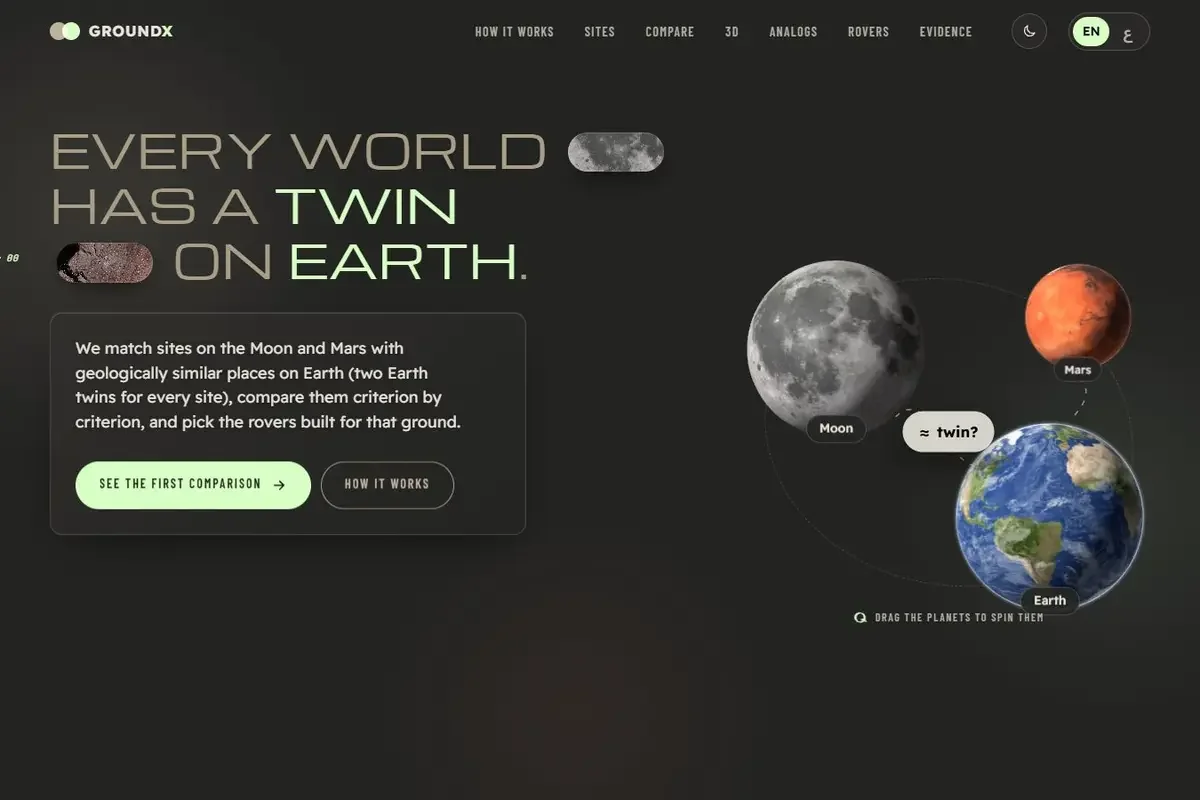 GROUNDX
HOW IT WORKS SITES COMPARE 3D ANALOGS ROVERS EVIDENCE EN ع
EVERY WORLD
HAS A TWIN
ON EARTH.
00
We match sites on the Moon and Mars with
geologically similar places on Earth (two Earth
twins for every site), compare them criterion by
criterion, and pick the rovers built for that ground.
SEE THE FIRST COMPARISON →
HOW IT WORKS
Mars
Moon
≈ twin?
Earth
DRAG THE PLANETS TO SPIN THEM